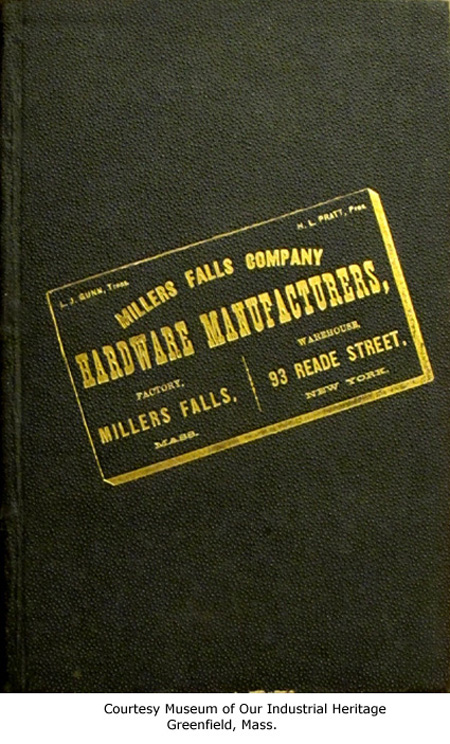 L. J. GUNN, Treas.
H. L. PRATT, Pres.
MILLERS FALLS COMPANY
HARDWARE MANUFACTURERS,
FACTORY,
MILLERS FALLS,
MASS.
WAREHOUSE,
93 READE STREET,
NEW YORK.
Courtesy Museum of Our Industrial Heritage
Greenfield, Mass.